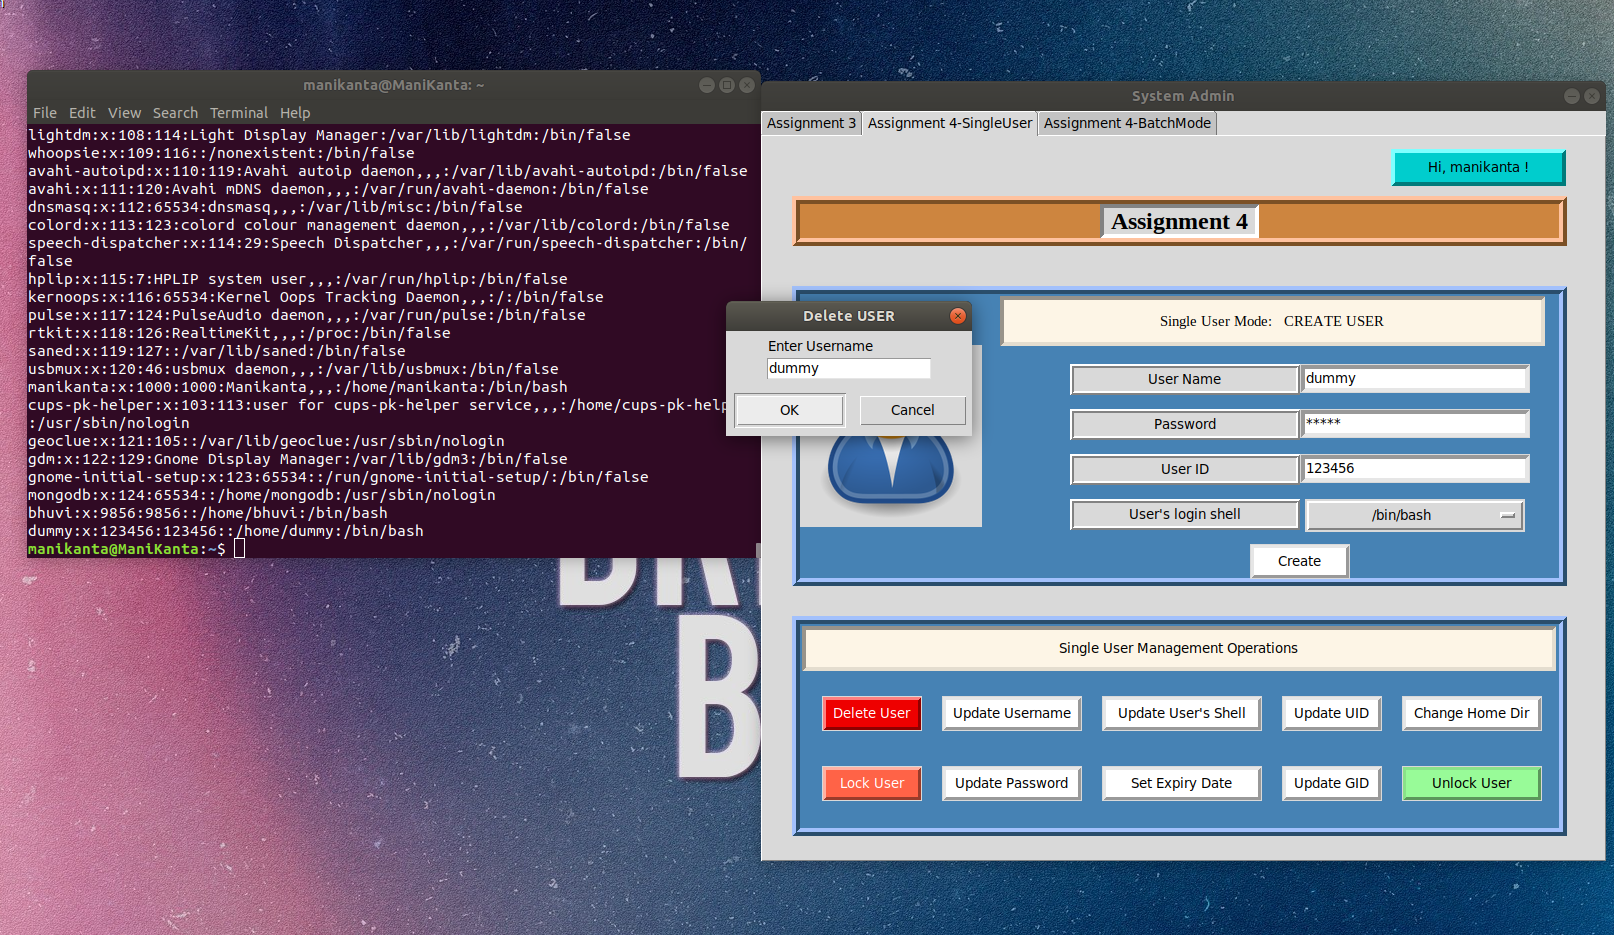 manikanta@ManiKanta: ~
File Edit View Search Terminal Help
lightdm:x:108:114:Light Display Manager:/var/lib/lightdm:/bin/false
whoopsie:x:109:116::/nonexistent:/bin/false
avahi-autoipd:x:110:119:Avahi autoip daemon,,,:/var/lib/avahi-autoipd:/bin/false
avahi:x:111:120:Avahi mDNS daemon,,,:/var/run/avahi-daemon:/bin/false
dnsmasq:x:112:65534:dnsmasq,,,:/var/lib/misc:/bin/false
colord:x:113:123:colord colour management daemon,,,:/var/lib/colord:/bin/false
speech-dispatcher:x:114:29:Speech Dispatcher,,,:/var/run/speech-dispatcher:/bin/
false
hplip:x:115:7:HPLIP system user,,,:/var/run/hplip:/bin/false
kernoops:x:116:65534:Kernel Oops Tracking Daemon,,,:/:/bin/false
pulse:x:117:124:PulseAudio daemon,,,:/var/run/pulse:/bin/false
rtkit:x:118:126:RealtimeKit,,,:/proc:/bin/false
saned:x:119:127::/var/lib/saned:/bin/false
usbmux:x:120:46:usbmux daemon,,,:/var/lib/usbmux:/bin/false
manikanta:x:1000:1000:Manikanta,,,:/home/manikanta:/bin/bash
cups-pk-helper:x:103:113:user for cups-pk-helper service,,,:/home/cups-pk-help
:/usr/sbin/nologin
geoclue:x:121:105::/var/lib/geoclue:/usr/sbin/nologin
gdm:x:122:129:Gnome Display Manager:/var/lib/gdm3:/bin/false
gnome-initial-setup:x:123:65534::/run/gnome-initial-setup/:/bin/false
mongodb:x:124:65534::/home/mongodb:/usr/sbin/nologin
bhuvi:x:9856:9856::/home/bhuvi:/bin/bash
dummy:x:123456:123456::/home/dummy:/bin/bash
manikanta@ManiKanta:~$
Delete USER
Enter Username
dummy
OK Cancel
System Admin
Assignment 3 Assignment 4-SingleUser Assignment 4-BatchMode
Hi, manikanta !
Assignment 4
Single User Mode: CREATE USER
User Name dummy
Password *****
User ID 123456
User's login shell /bin/bash
Create
Single User Management Operations
Delete User Update Username Update User's Shell Update UID Change Home Dir
Lock User Update Password Set Expiry Date Update GID Unlock User